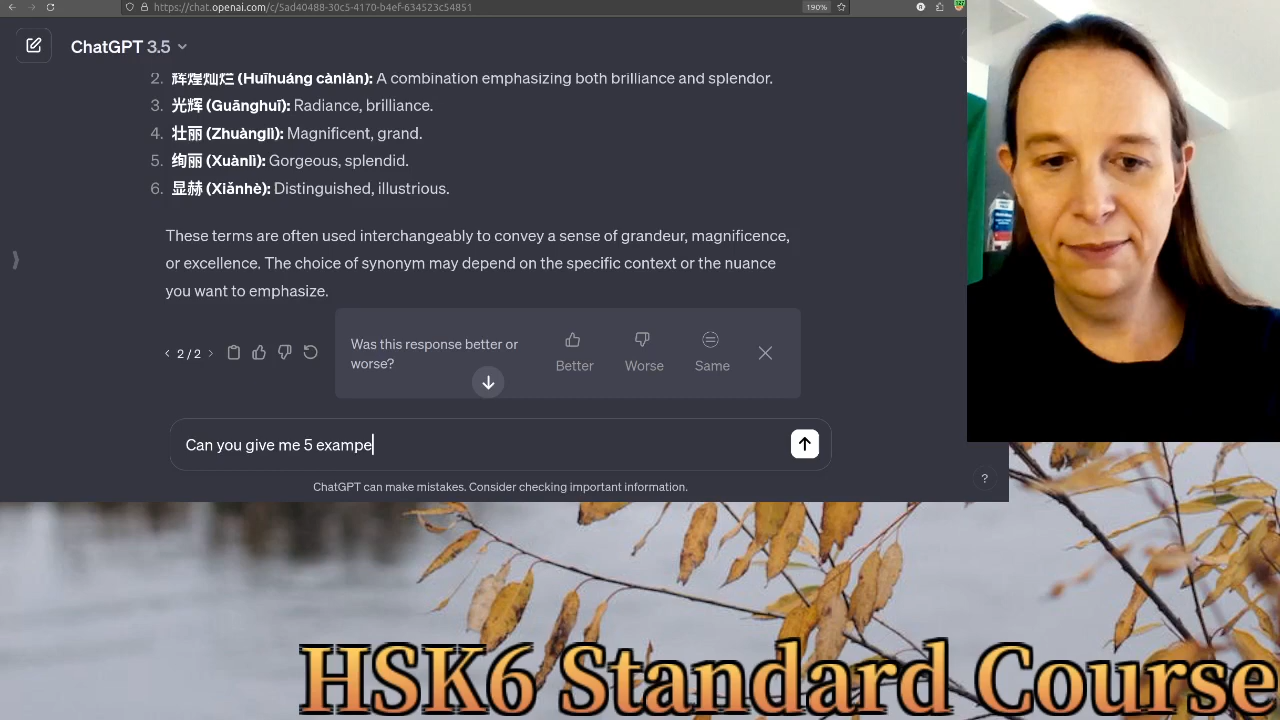 https://chat.openai.com/c/5ad40488-30c5-4170-b4ef-634523c54851
190%
ChatGPT 3.5
2. 辉煌灿烂 (Huīhuáng cànlàn): A combination emphasizing both brilliance and splendor.
3. 光辉 (Guānghuī): Radiance, brilliance.
4. 壮丽 (Zhuànglì): Magnificent, grand.
5. 绚丽 (Xuànlì): Gorgeous, splendid.
6. 显赫 (Xiǎnhè): Distinguished, illustrious.
These terms are often used interchangeably to convey a sense of grandeur, magnificence,
or excellence. The choice of synonym may depend on the specific context or the nuance
you want to emphasize.
2 / 2
Was this response better or
worse?
Better
Worse
Same
Can you give me 5 exampe
ChatGPT can make mistakes. Consider checking important information.
?
HSK6 Standard Course